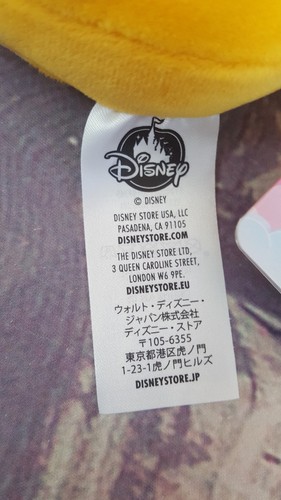 Disney
© DISNEY
DISNEY STORE USA, LLC
PASADENA, CA 91105
DISNEYSTORE.COM
THE DISNEY STORE LTD,
3 QUEEN CAROLINE STREET,
LONDON W6 9PE.
DISNEYSTORE.EU
ウォルト・ディズニー・
ジャパン株式会社
ディズニー・ストア
〒105-6355
東京都港区虎ノ門
1-23-1虎ノ門ヒルズ
DISNEYSTORE.JP